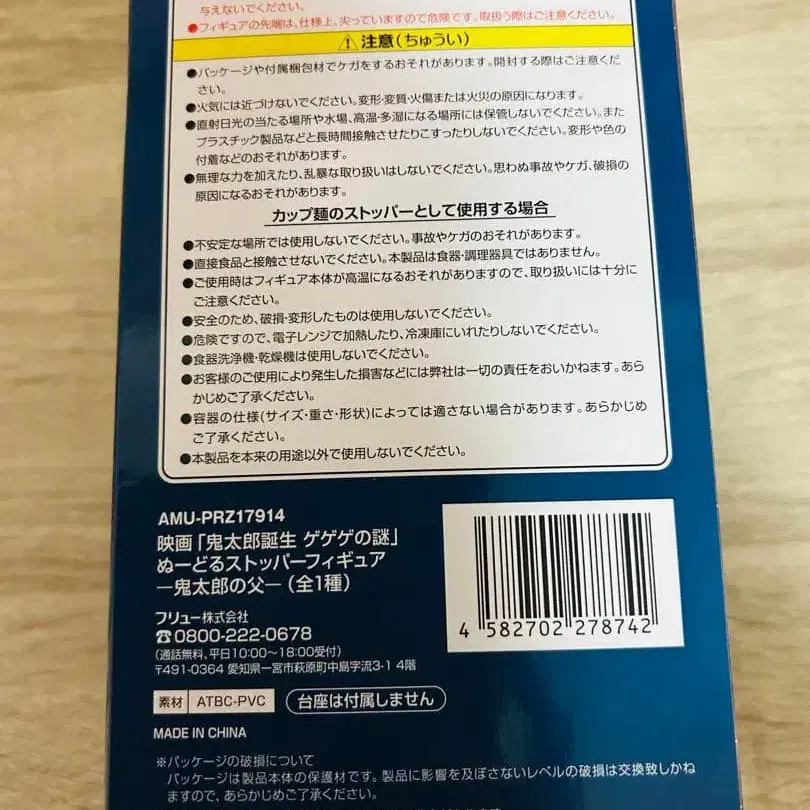 与えないでください。
●フィギュアの先端は、仕様上、尖っていますので危険です。取扱う際はご注意ください。
⚠注意(ちゅうい)
●パッケージや付属梱包材でケガをするおそれがあります。開封する際はご注意くだ
さい。
●火気には近づけないでください。変形・変質・火傷または火災の原因になります。
●直射日光の当たる場所や水場、高温・多湿になる場所には保管しないでください。また
プラスチック製品などと長時間接触させたりこすったりしないでください。変形や色の
付着などのおそれがあります。
●無理な力を加えたり、乱暴な取り扱いはしないでください。思わぬ事故やケガ、破損の
原因になるおそれがあります。
カップ麺のストッパーとして使用する場合
●不安定な場所では使用しないでください。事故やケガのおそれがあります。
●直接食品と接触させないでください。本製品は食器・調理器具ではありません。
●ご使用時はフィギュア本体が高温になるおそれがありますので、取り扱いには十分に
ご注意ください。
●安全のため、破損・変形したものは使用しないでください。
●危険ですので、電子レンジで加熱したり、冷凍庫にいれたりしないでください。
●食器洗浄機・乾燥機は使用しないでください。
●お客様のご使用により発生した損害などには弊社は一切の責任をおいかねます。あら
かじめご了承ください。
●容器の仕様(サイズ・重さ・形状)によっては適さない場合があります。あらかじめ
ご了承ください。
●本製品を本来の用途以外で使用しないでください。
AMU-PRZ17914
映画「鬼太郎誕生 ゲゲゲの謎」
ぬーどるストッパーフィギュア
―鬼太郎の父―(全1種)
フリュー株式会社
☎0800-222-0678
(通話無料、平日10:00~18:00受付)
〒491-0364 愛知県一宮市萩原町中島字流3-1 4階
4 582702 278742
素材 ATBC-PVC 台座は付属しません
MADE IN CHINA
※パッケージの破損について
パッケージは製品本体の保護材です。製品に影響を及ぼさないレベルの破損は交換致しかね
ますので、あらかじめご了承ください。